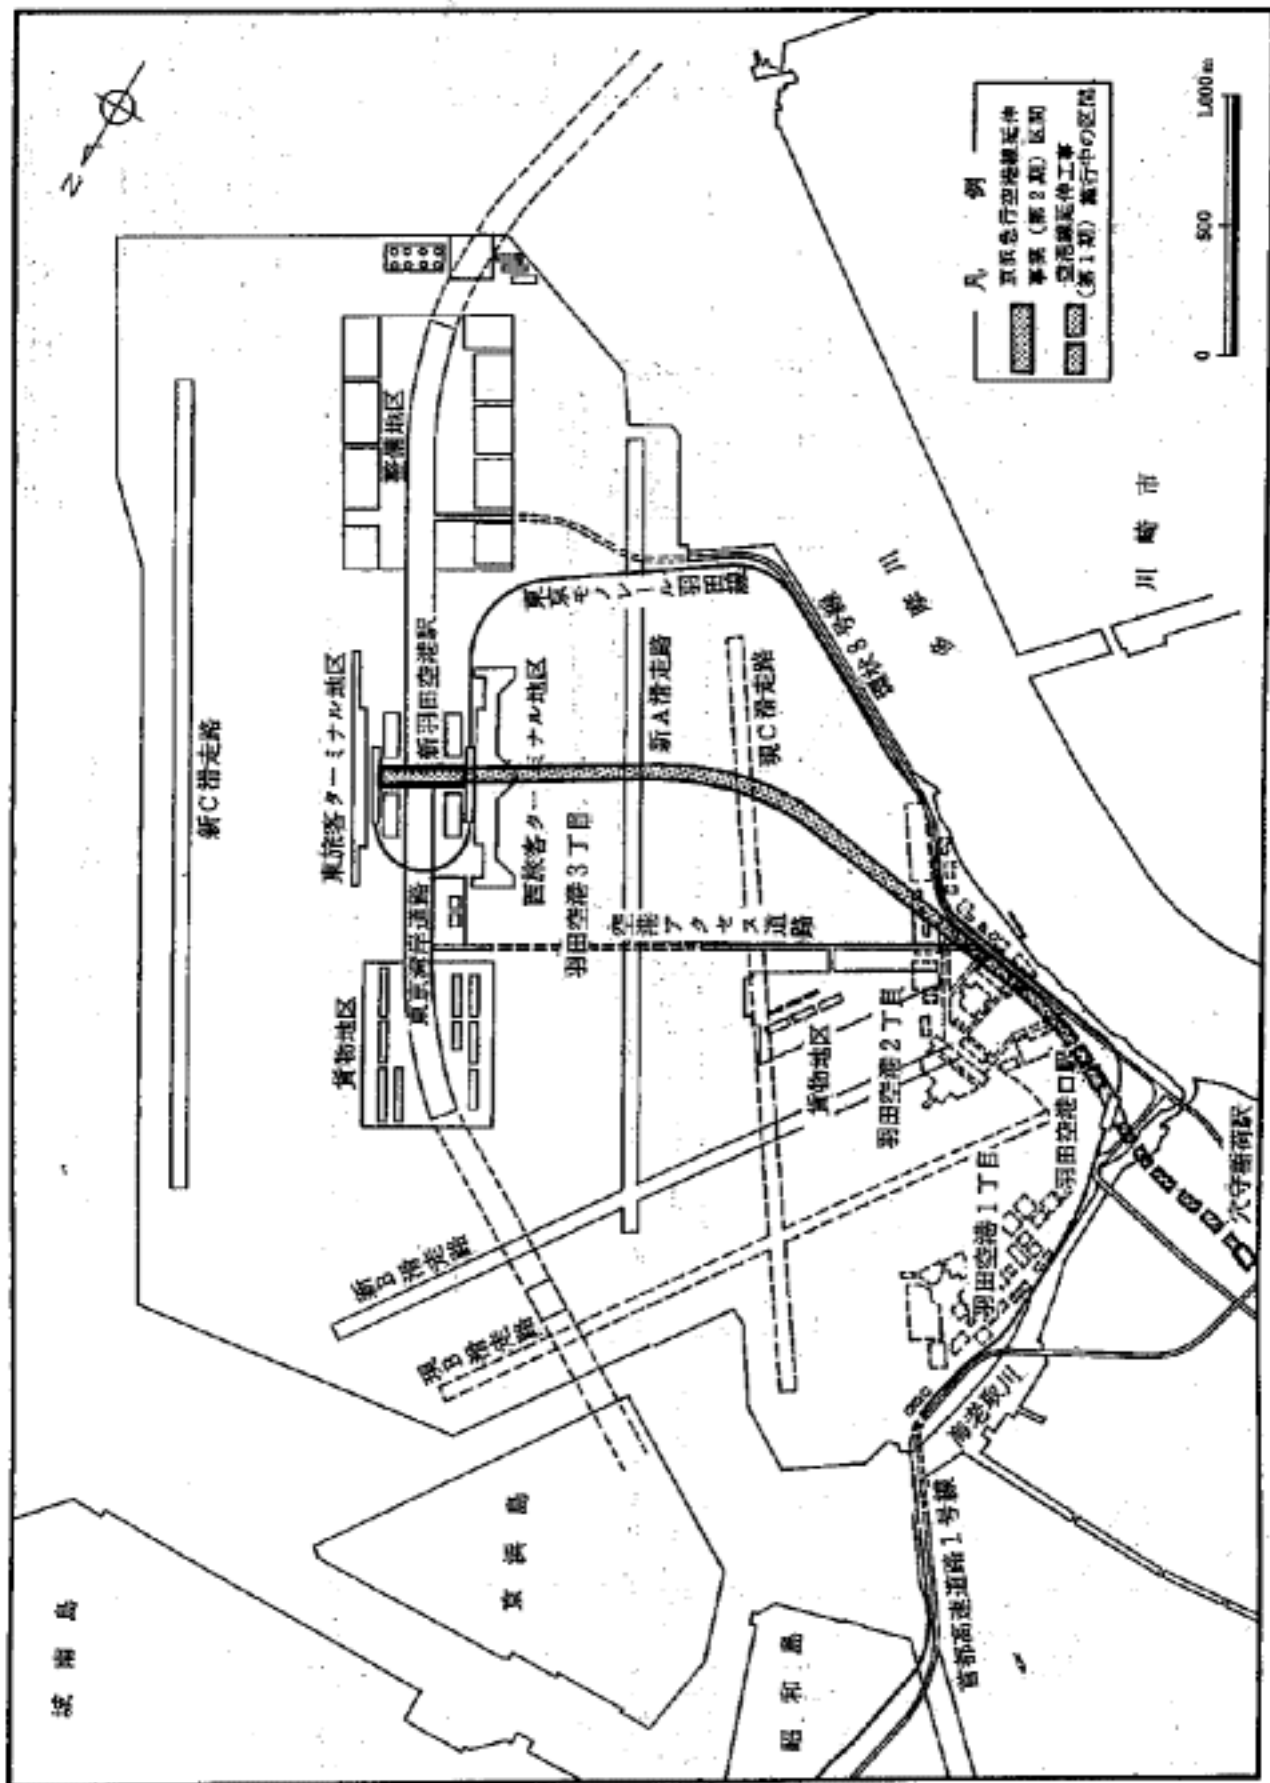 城南島
京浜島
昭和島
新C滑走路
貨物地区
東旅客ターミナル地区
東京湾岸道路
新羽田空港駅
西旅客ターミナル地区
整備地区
新B滑走路
現B滑走路
羽田空港3丁目
空港アクセス道路
新A滑走路
東京モノレール羽田線
現C滑走路
貨物地区
羽田空港2丁目
環状8号線
多摩川
羽田空港1丁目
羽田空港口駅
海老取川
首都高速道路1号線
穴守稲荷駅
川崎市
凡例
京浜急行空港線延伸
事業(第2期)区間
空港線延伸工事
(第1期)施行中の区間
0
500
1,000m
N